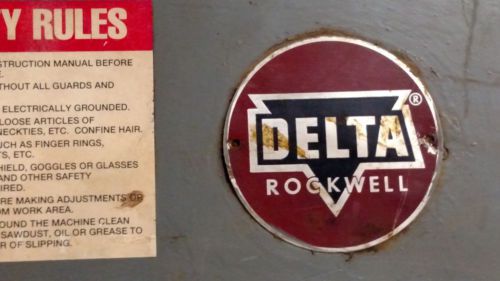 Y RULES
STRUCTION MANUAL BEFORE
E.
THOUT ALL GUARDS AND
ELECTRICALLY GROUNDED.
LOOSE ARTICLES OF
NECKTIES, ETC. CONFINE HAIR.
UCH AS FINGER RINGS,
TS, ETC.
HIELD, GOGGLES OR GLASSES
AND OTHER SAFETY
IRED.
RE MAKING ADJUSTMENTS OR
OM WORK AREA.
OUND THE MACHINE CLEAN
SAWDUST, OIL OR GREASE TO
R OF SLIPPING.
DELTA®
ROCKWELL